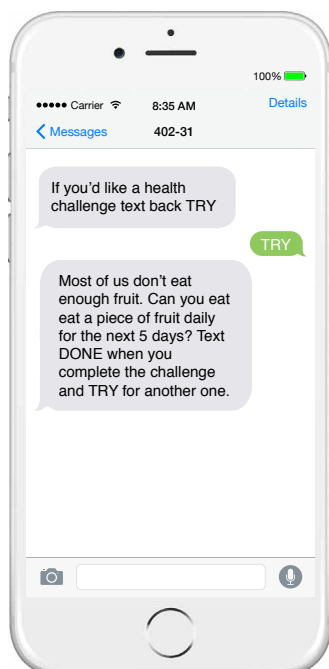 100%
Carrier 8:35 AM Details
Messages 402-31
If you'd like a health
challenge text back TRY
TRY
Most of us don't eat
enough fruit. Can you eat
eat a piece of fruit daily
for the next 5 days? Text
DONE when you
complete the challenge
and TRY for another one.